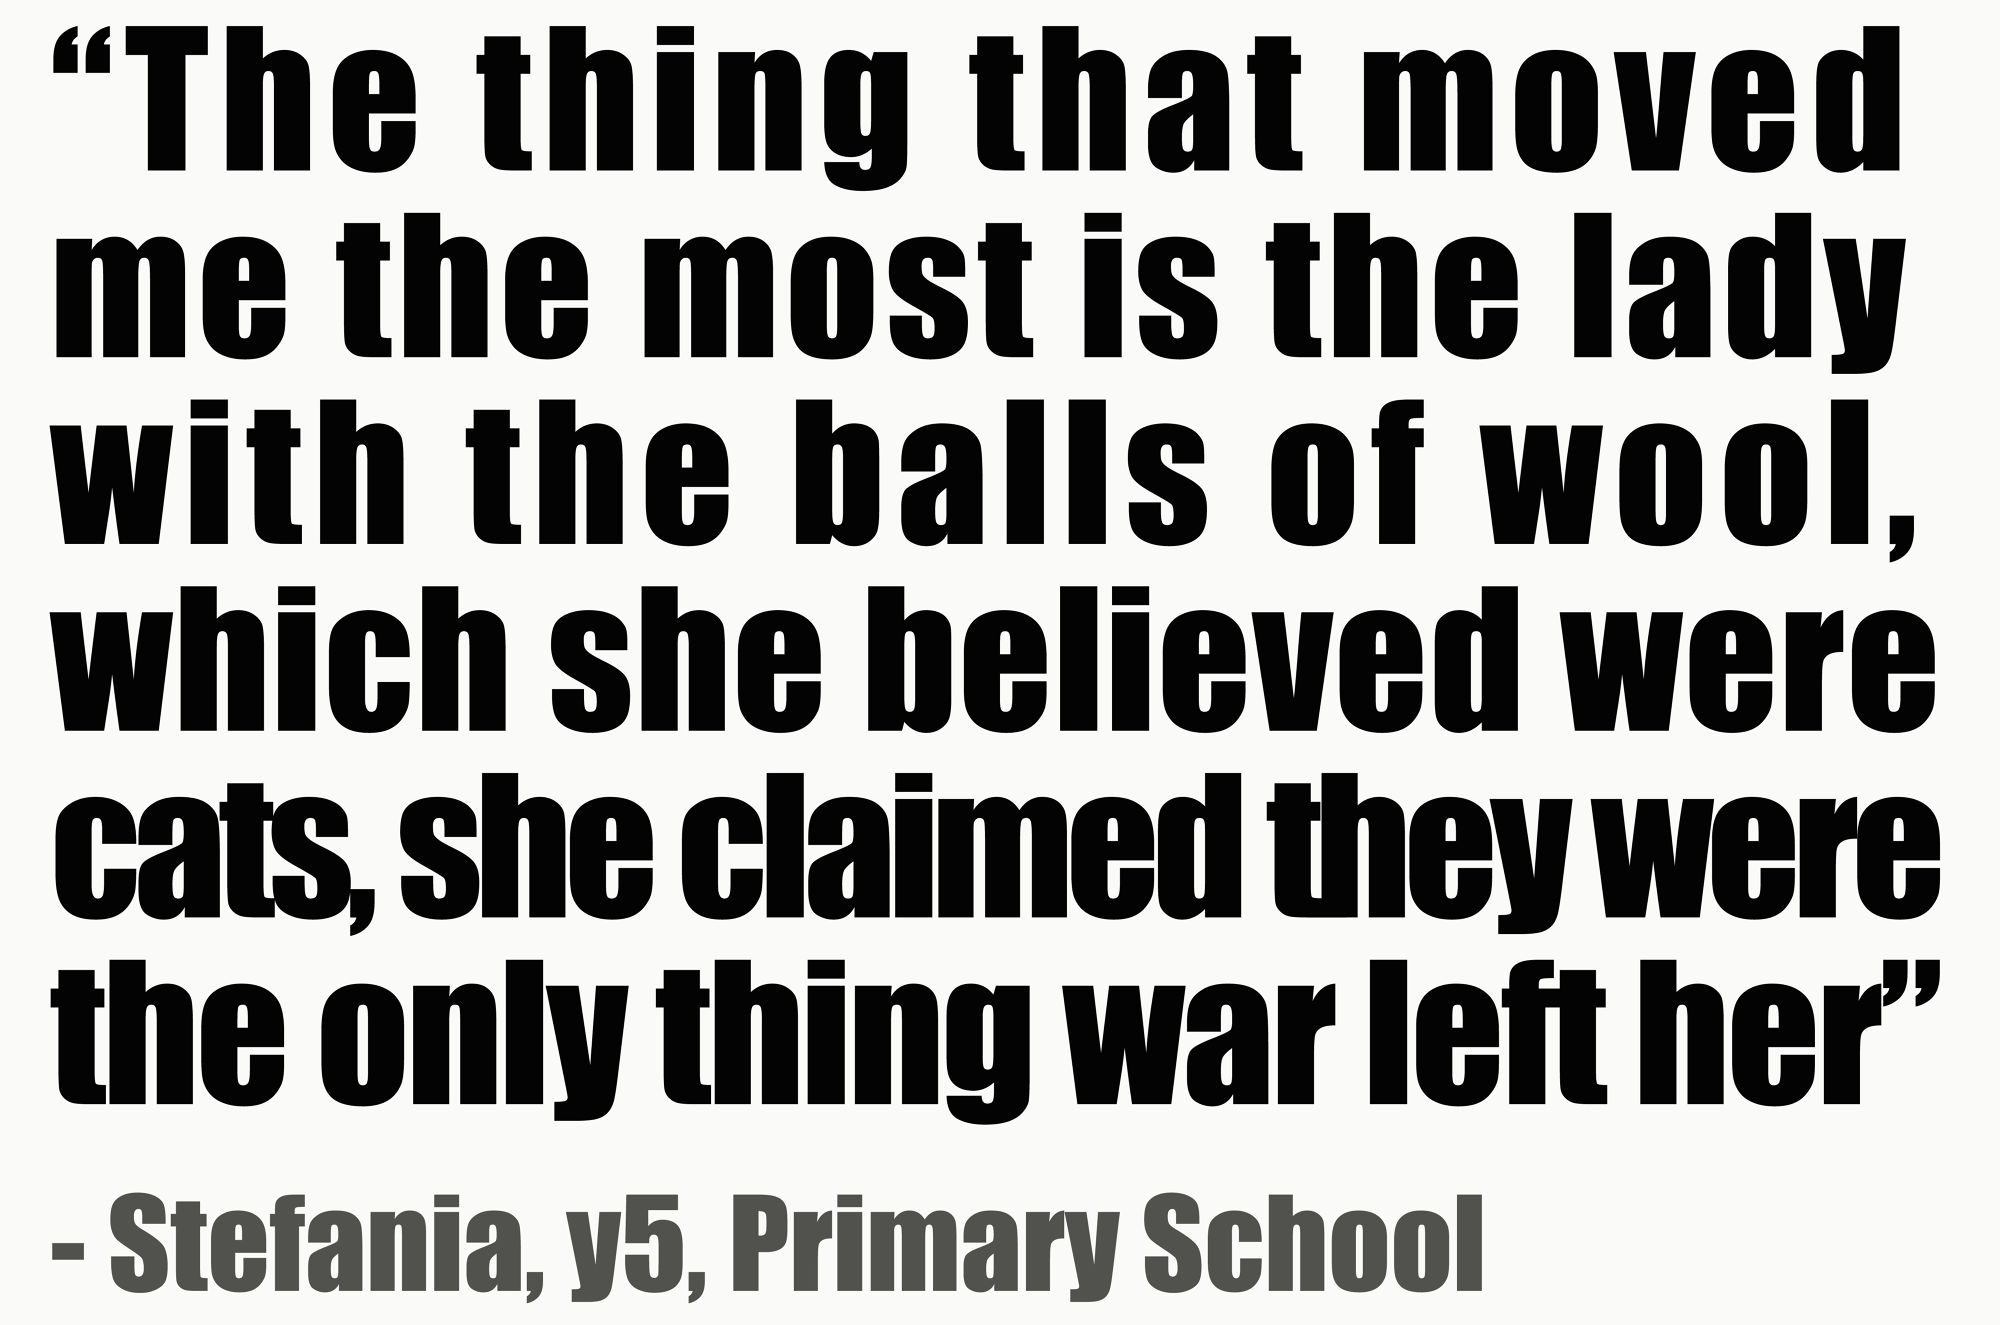 “The thing that moved
me the most is the lady
with the balls of wool,
which she believed were
cats, she claimed they were
the only thing war left her”
- Stefania, y5, Primary School